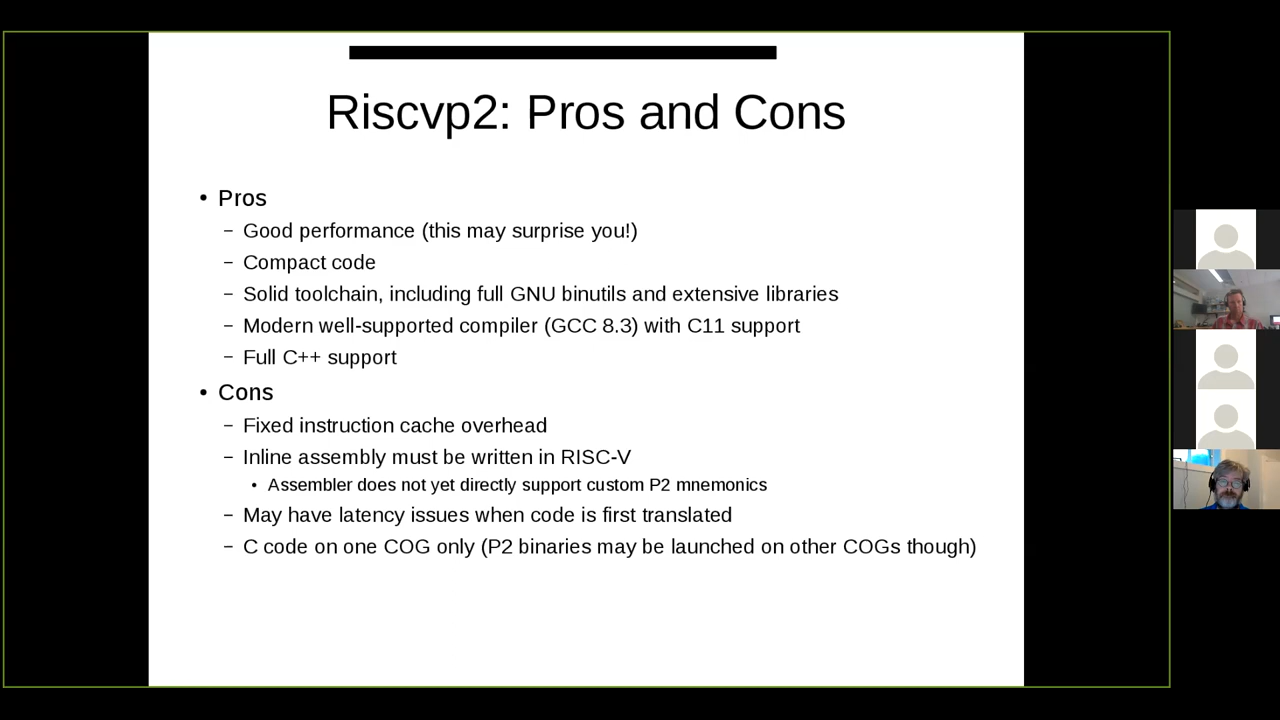 Riscvp2: Pros and Cons
• Pros
– Good performance (this may surprise you!)
– Compact code
– Solid toolchain, including full GNU binutils and extensive libraries
– Modern well-supported compiler (GCC 8.3) with C11 support
– Full C++ support
• Cons
– Fixed instruction cache overhead
– Inline assembly must be written in RISC-V
• Assembler does not yet directly support custom P2 mnemonics
– May have latency issues when code is first translated
– C code on one COG only (P2 binaries may be launched on other COGs though)